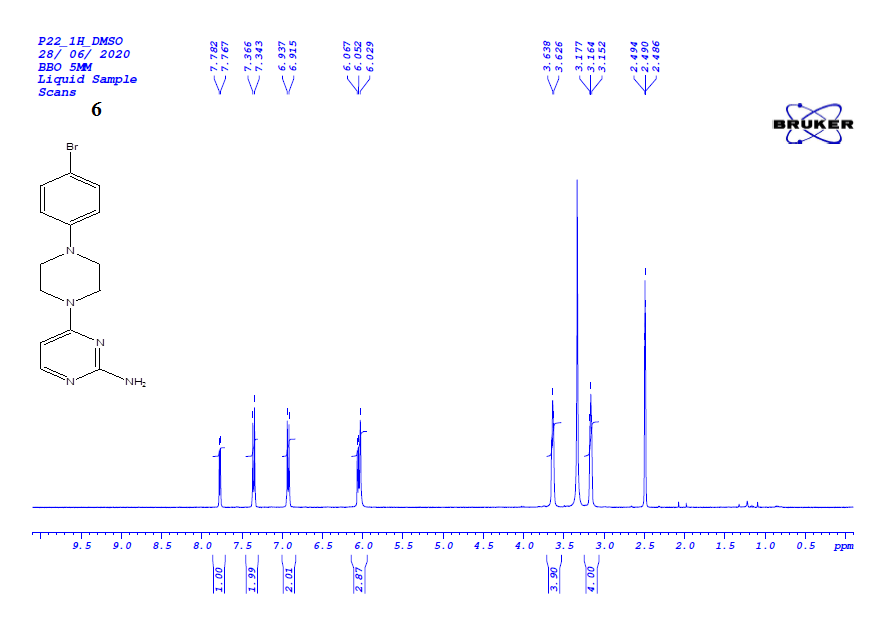 P22_1H_DMSO
28/ 06/ 2020
BBO 5MM
Liquid Sample
Scans
6
7.782
7.767
7.366
7.343
6.937
6.915
6.067
6.052
6.029
3.638
3.626
3.177
3.164
3.152
2.494
2.490
2.486
BRUKER
Br
N
N
N
N
NH2
9.5 9.0 8.5 8.0 7.5 7.0 6.5 6.0 5.5 5.0 4.5 4.0 3.5 3.0 2.5 2.0 1.5 1.0 0.5 ppm
1.00
1.99
2.01
2.87
3.90
4.00